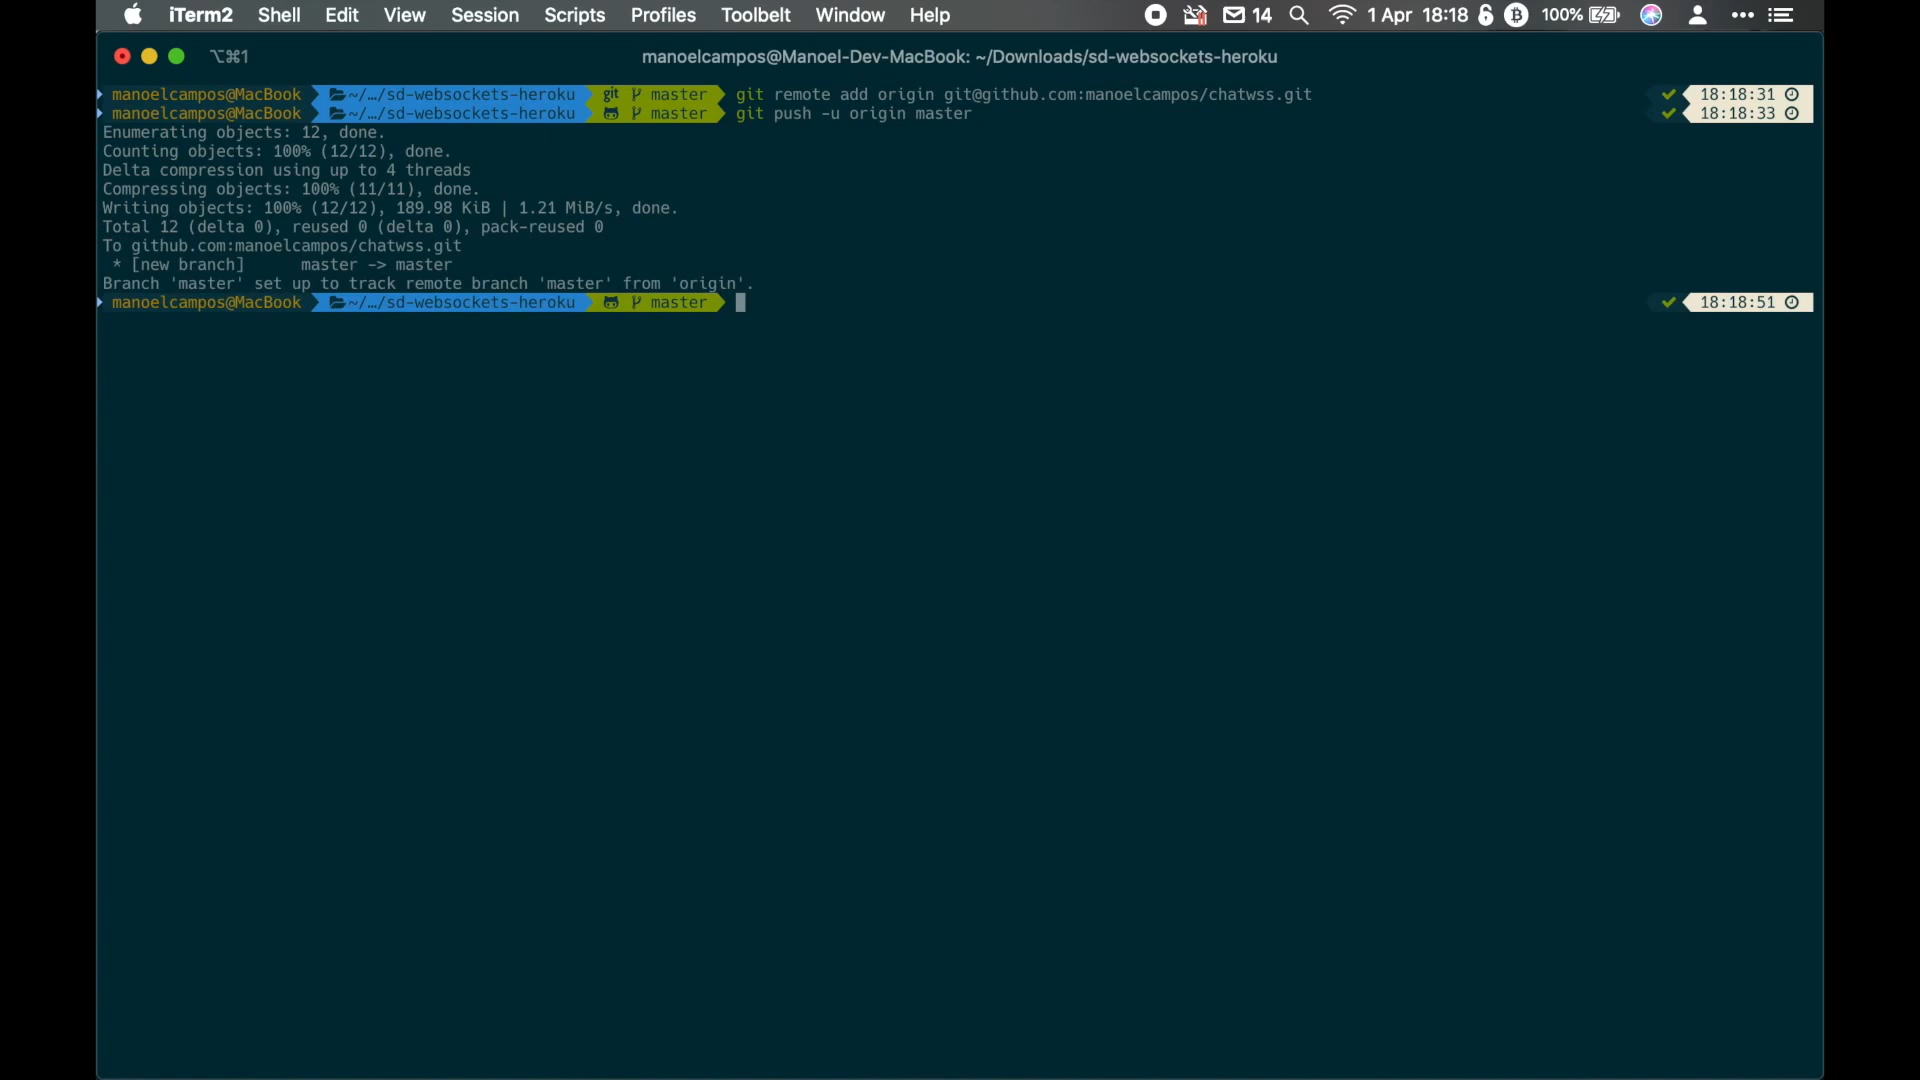 iTerm2 Shell Edit View Session Scripts Profiles Toolbelt Window Help 14 1 Apr 18:18 100%
⌥⌘1 manoelcampos@Manoel-Dev-MacBook: ~/Downloads/sd-websockets-heroku
manoelcampos@MacBook ~/…/sd-websockets-heroku git master git remote add origin git@github.com:manoelcampos/chatwss.git ✔ 18:18:31
manoelcampos@MacBook ~/…/sd-websockets-heroku master git push -u origin master ✔ 18:18:33
Enumerating objects: 12, done.
Counting objects: 100% (12/12), done.
Delta compression using up to 4 threads
Compressing objects: 100% (11/11), done.
Writing objects: 100% (12/12), 189.98 KiB | 1.21 MiB/s, done.
Total 12 (delta 0), reused 0 (delta 0), pack-reused 0
To github.com:manoelcampos/chatwss.git
 * [new branch]      master -> master
Branch 'master' set up to track remote branch 'master' from 'origin'.
manoelcampos@MacBook ~/…/sd-websockets-heroku master ✔ 18:18:51